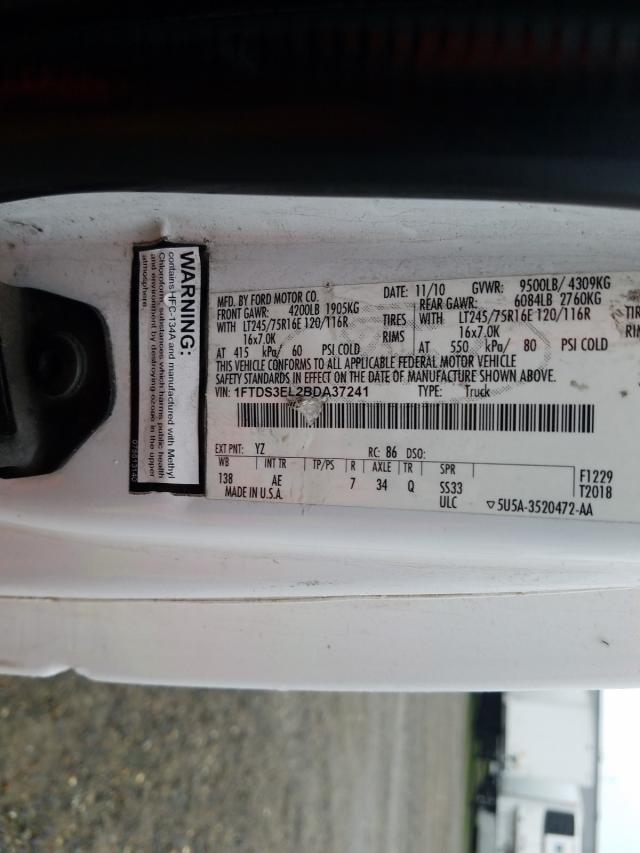 WARNING:
contains HFC-134A and manufactured with Methyl
Chloroform, substances which harms public health
and environment by destroying ozone in the upper
atmosphere.
MFG. BY FORD MOTOR CO. 11/10 GVWR: 9500LB/ 4309KG
FRONT GAWR: 4200LB 1905KG REAR GAWR: 6084LB 2760KG
WITH LT245/75R16E 120/116R TIRES WITH LT245/75R16E 120/116R TIRE
16x7.0K RIMS 16x7.0K RI
AT 415 kPa/ 60 PSI COLD AT 550 kPa/ 80 PSI COLD
THIS VEHICLE CONFORMS TO ALL APPLICABLE FEDERAL MOTOR VEHICLE
SAFETY STANDARDS IN EFFECT ON THE DATE OF MANUFACTURE SHOWN ABOVE.
VIN: 1FTDS3EL2BDA37241 TYPE: Truck
EXT PNT: YZ RC: 86 DSO:
WB INT TR TP/PS R AXLE TR SPR F1229
138 AE 7 34 Q SS33 T2018
MADE IN U.S.A. ULC ▽5U5A-3520472-AA